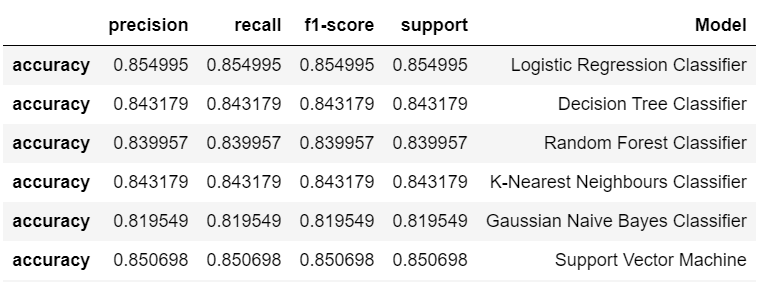 precision recall f1-score support Model
accuracy 0.854995 0.854995 0.854995 0.854995 Logistic Regression Classifier
accuracy 0.843179 0.843179 0.843179 0.843179 Decision Tree Classifier
accuracy 0.839957 0.839957 0.839957 0.839957 Random Forest Classifier
accuracy 0.843179 0.843179 0.843179 0.843179 K-Nearest Neighbours Classifier
accuracy 0.819549 0.819549 0.819549 0.819549 Gaussian Naive Bayes Classifier
accuracy 0.850698 0.850698 0.850698 0.850698 Support Vector Machine